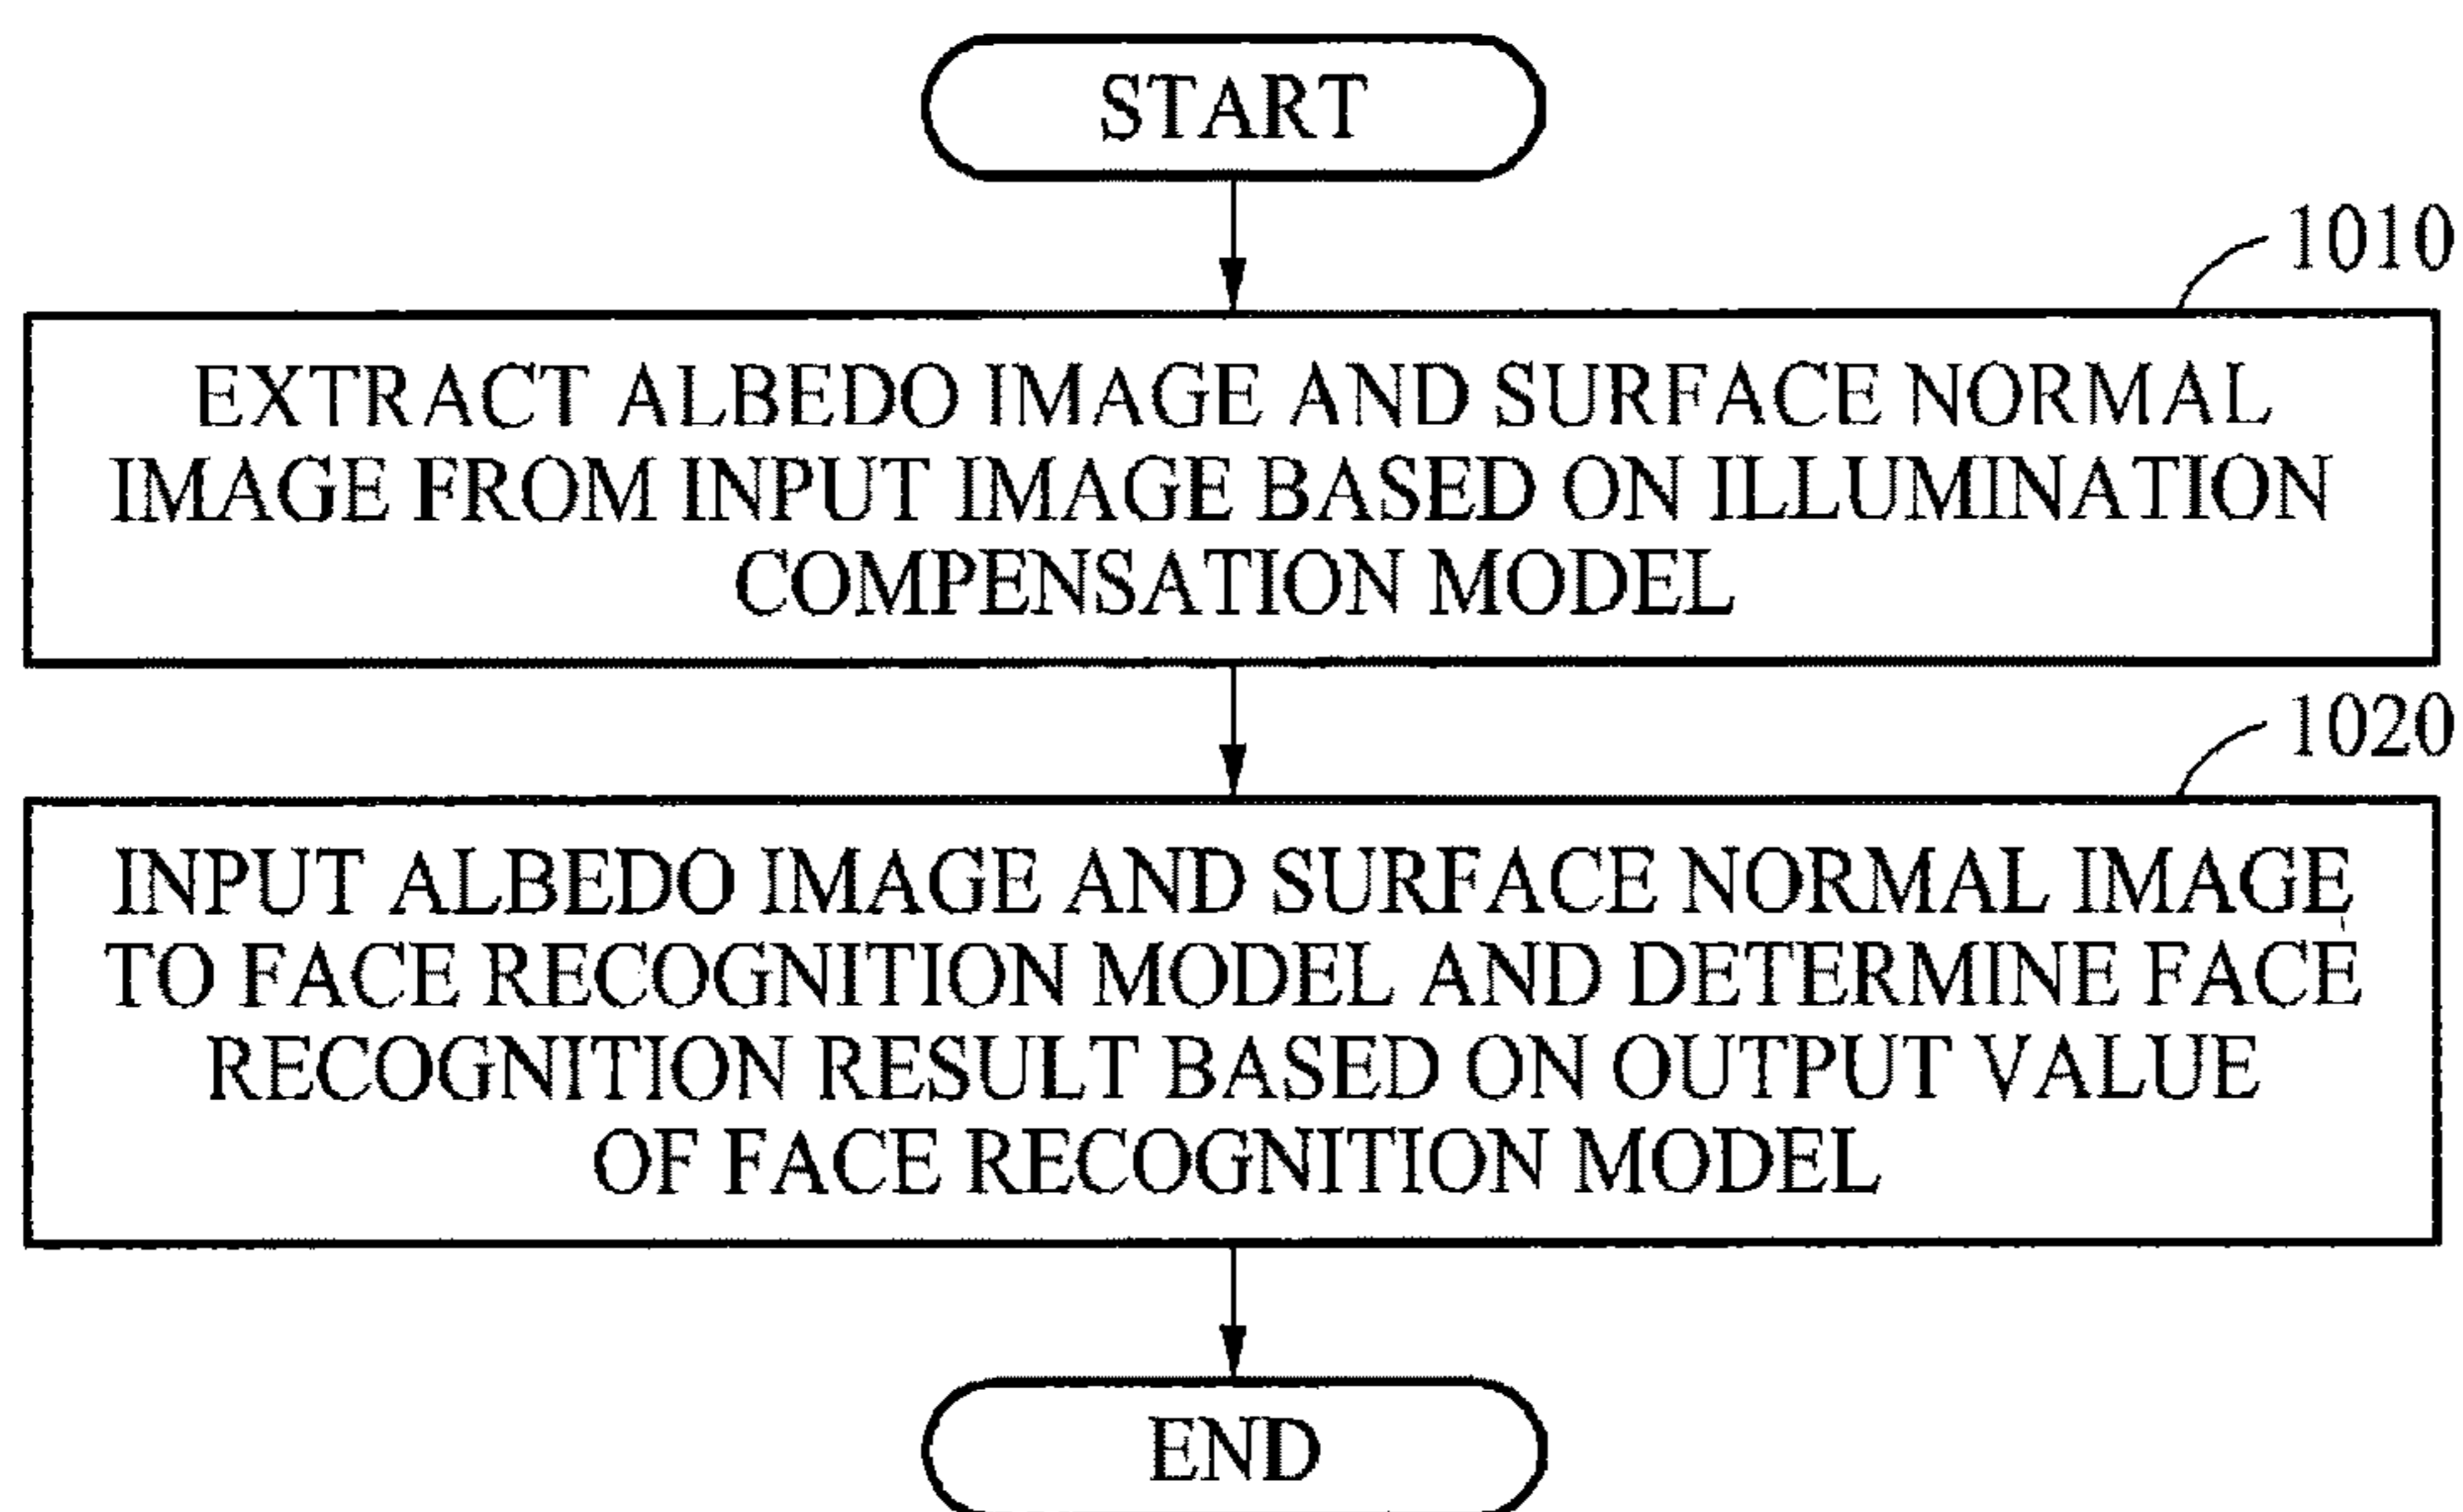 START
1010
EXTRACT ALBEDO IMAGE AND SURFACE NORMAL
IMAGE FROM INPUT IMAGE BASED ON ILLUMINATION
COMPENSATION MODEL
1020
INPUT ALBEDO IMAGE AND SURFACE NORMAL IMAGE
TO FACE RECOGNITION MODEL AND DETERMINE FACE
RECOGNITION RESULT BASED ON OUTPUT VALUE
OF FACE RECOGNITION MODEL
END